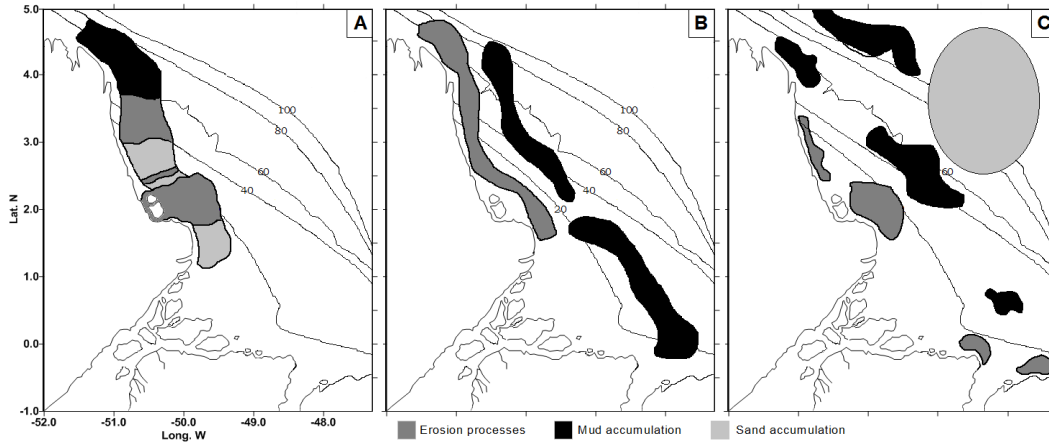 A
B
C
5.0
4.0
3.0
2.0
1.0
0.0
-1.0
Lat. N
100
80
60
40
100
80
60
40
20
60
-52.0 -51.0 -50.0 -49.0 -48.0
Long. W
Erosion processes Mud accumulation Sand accumulation